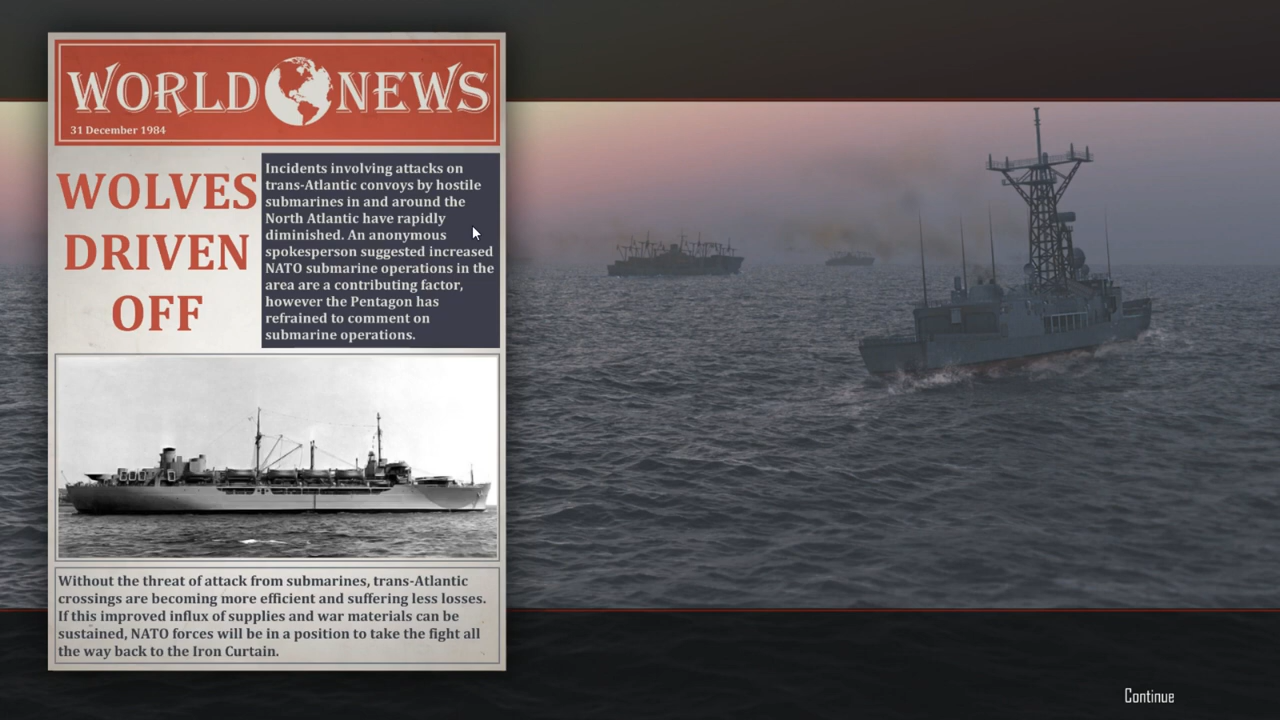 WORLD NEWS
31 December 1984
WOLVES
DRIVEN
OFF
Incidents involving attacks on
trans-Atlantic convoys by hostile
submarines in and around the
North Atlantic have rapidly
diminished. An anonymous
spokesperson suggested increased
NATO submarine operations in the
area are a contributing factor,
however the Pentagon has
refrained to comment on
submarine operations.
Without the threat of attack from submarines, trans-Atlantic
crossings are becoming more efficient and suffering less losses.
If this improved influx of supplies and war materials can be
sustained, NATO forces will be in a position to take the fight all
the way back to the Iron Curtain.
Continue